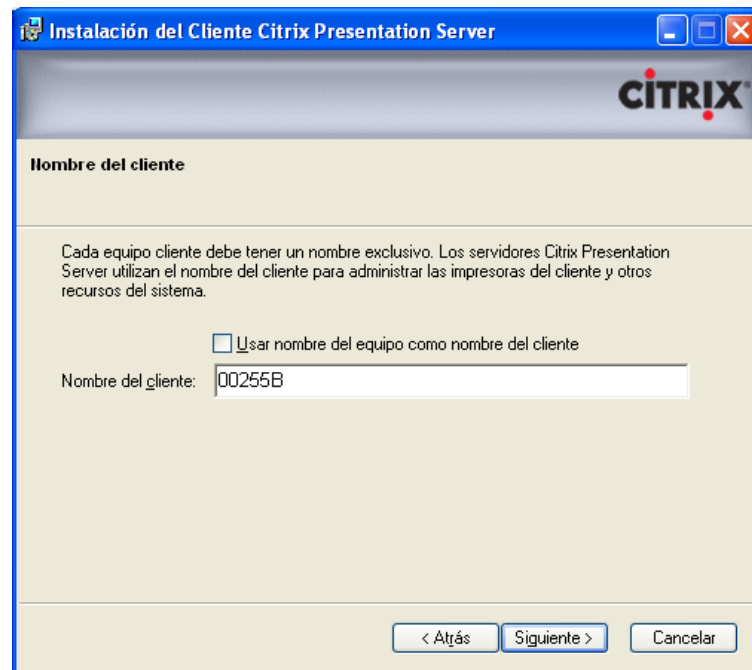 Instalación del Cliente Citrix Presentation Server
CITRIX
Nombre del cliente
Cada equipo cliente debe tener un nombre exclusivo. Los servidores Citrix Presentation
Server utilizan el nombre del cliente para administrar las impresoras del cliente y otros
recursos del sistema.
Usar nombre del equipo como nombre del cliente
Nombre del cliente: 00255B
< Atrás Siguiente > Cancelar